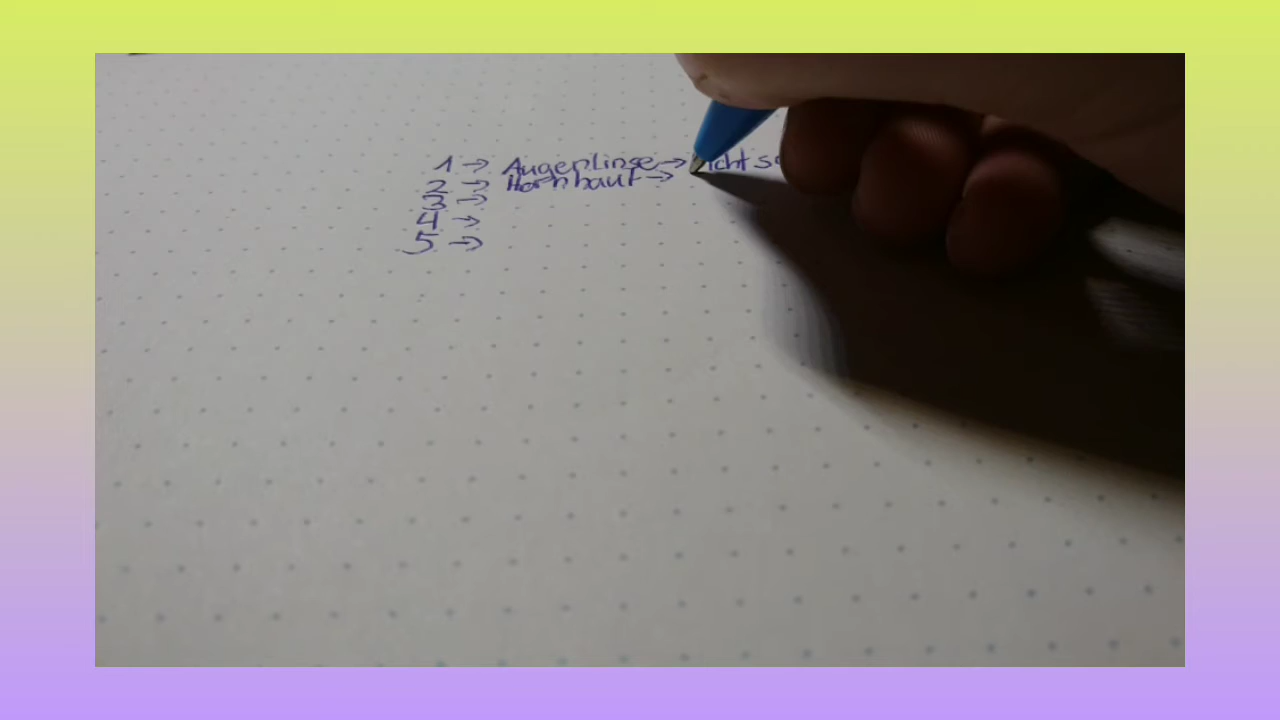 1 → Augenlinse →
2 → Hornhaut →
3 →
4 →
5 →